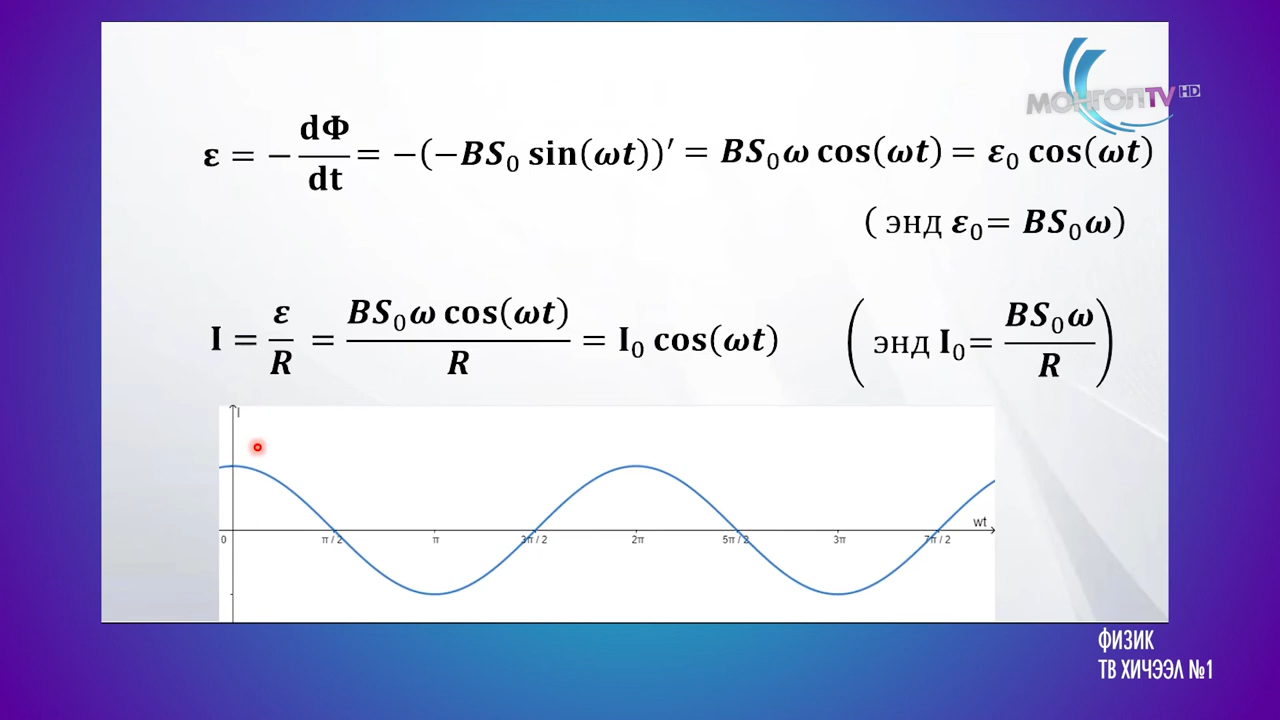 МОНГОЛTV HD
ε = − dΦ/dt = −(−BS₀ sin(ωt))′ = BS₀ω cos(ωt) = ε₀ cos(ωt)
( энд ε₀= BS₀ω)
I = ε/R = BS₀ω cos(ωt)/R = I₀ cos(ωt) ( энд I₀= BS₀ω/R)
I
wt
0 π / 2 π 3π / 2 2π 5π / 2 3π 7π / 2
ФИЗИК
ТВ ХИЧЭЭЛ №1